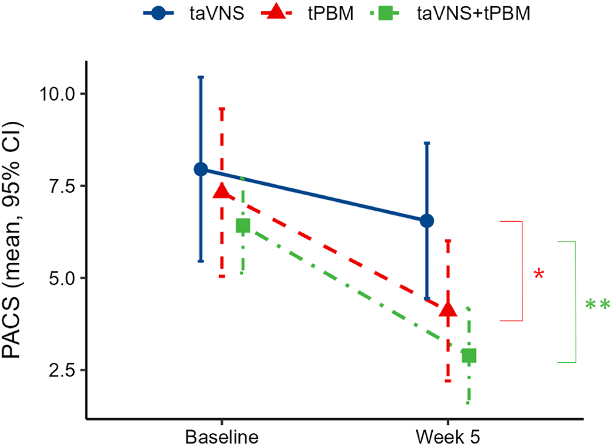 taVNS tPBM taVNS+tPBM
PACS (mean, 95% CI)
10.0
7.5
5.0
2.5
*
**
Baseline Week 5